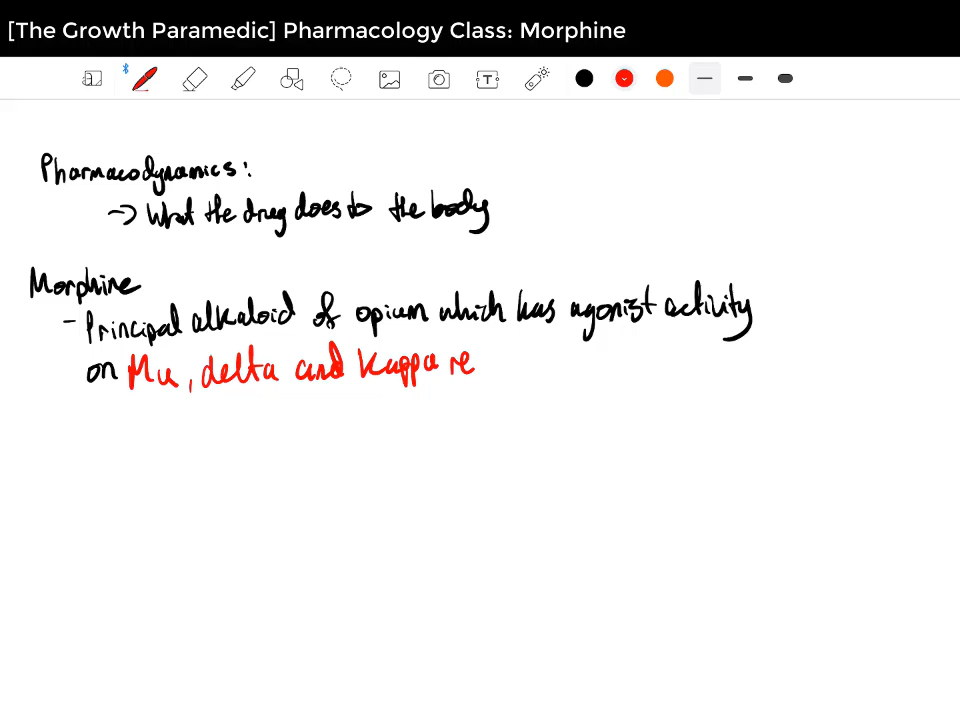 [The Growth Paramedic] Pharmacology Class: Morphine
Pharmacodynamics:
→ What the drug does to the body
Morphine
- Principal alkaloid of opium which has agonist activity
on Mu, delta and Kappa re